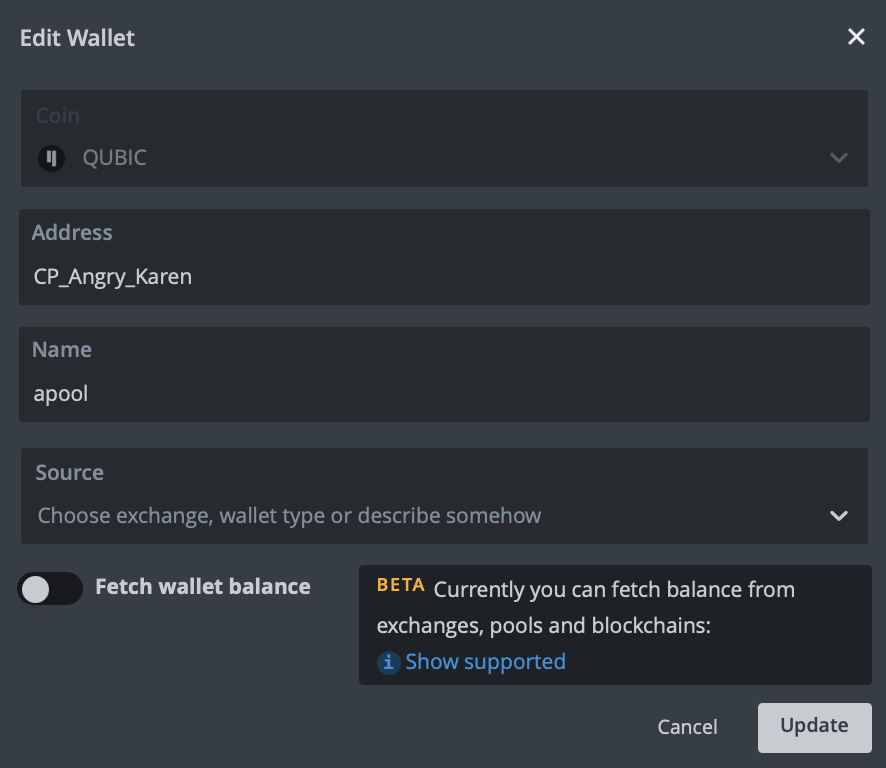 Edit Wallet
Coin
QUBIC
Address
CP_Angry_Karen
Name
apool
Source
Choose exchange, wallet type or describe somehow
Fetch wallet balance
BETA Currently you can fetch balance from
exchanges, pools and blockchains:
Show supported
Cancel
Update